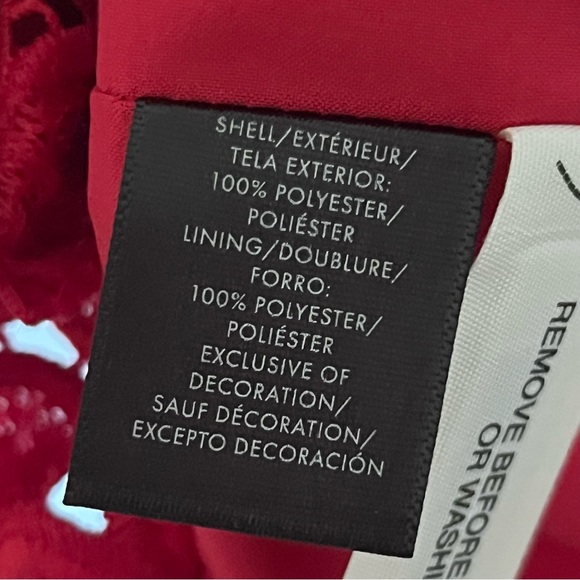 SHELL/EXTÉRIEUR/
TELA EXTERIOR:
100% POLYESTER/
POLIÉSTER
LINING/DOUBLURE/
FORRO:
100% POLYESTER/
POLIÉSTER
EXCLUSIVE OF
DECORATION/
SAUF DÉCORATION/
EXCEPTO DECORACIÓN
REMOVE BEFORE
OR